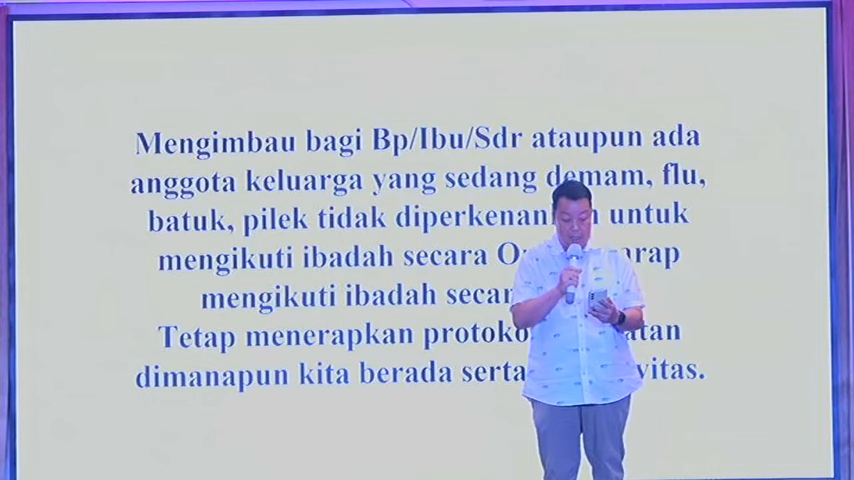 Mengimbau bagi Bp/Ibu/Sdr ataupun ada
anggota keluarga yang sedang demam, flu,
batuk, pilek tidak diperkenan untuk
mengikuti ibadah secara
mengikuti ibadah
Tetap menerapkan
dimanapun kita berada